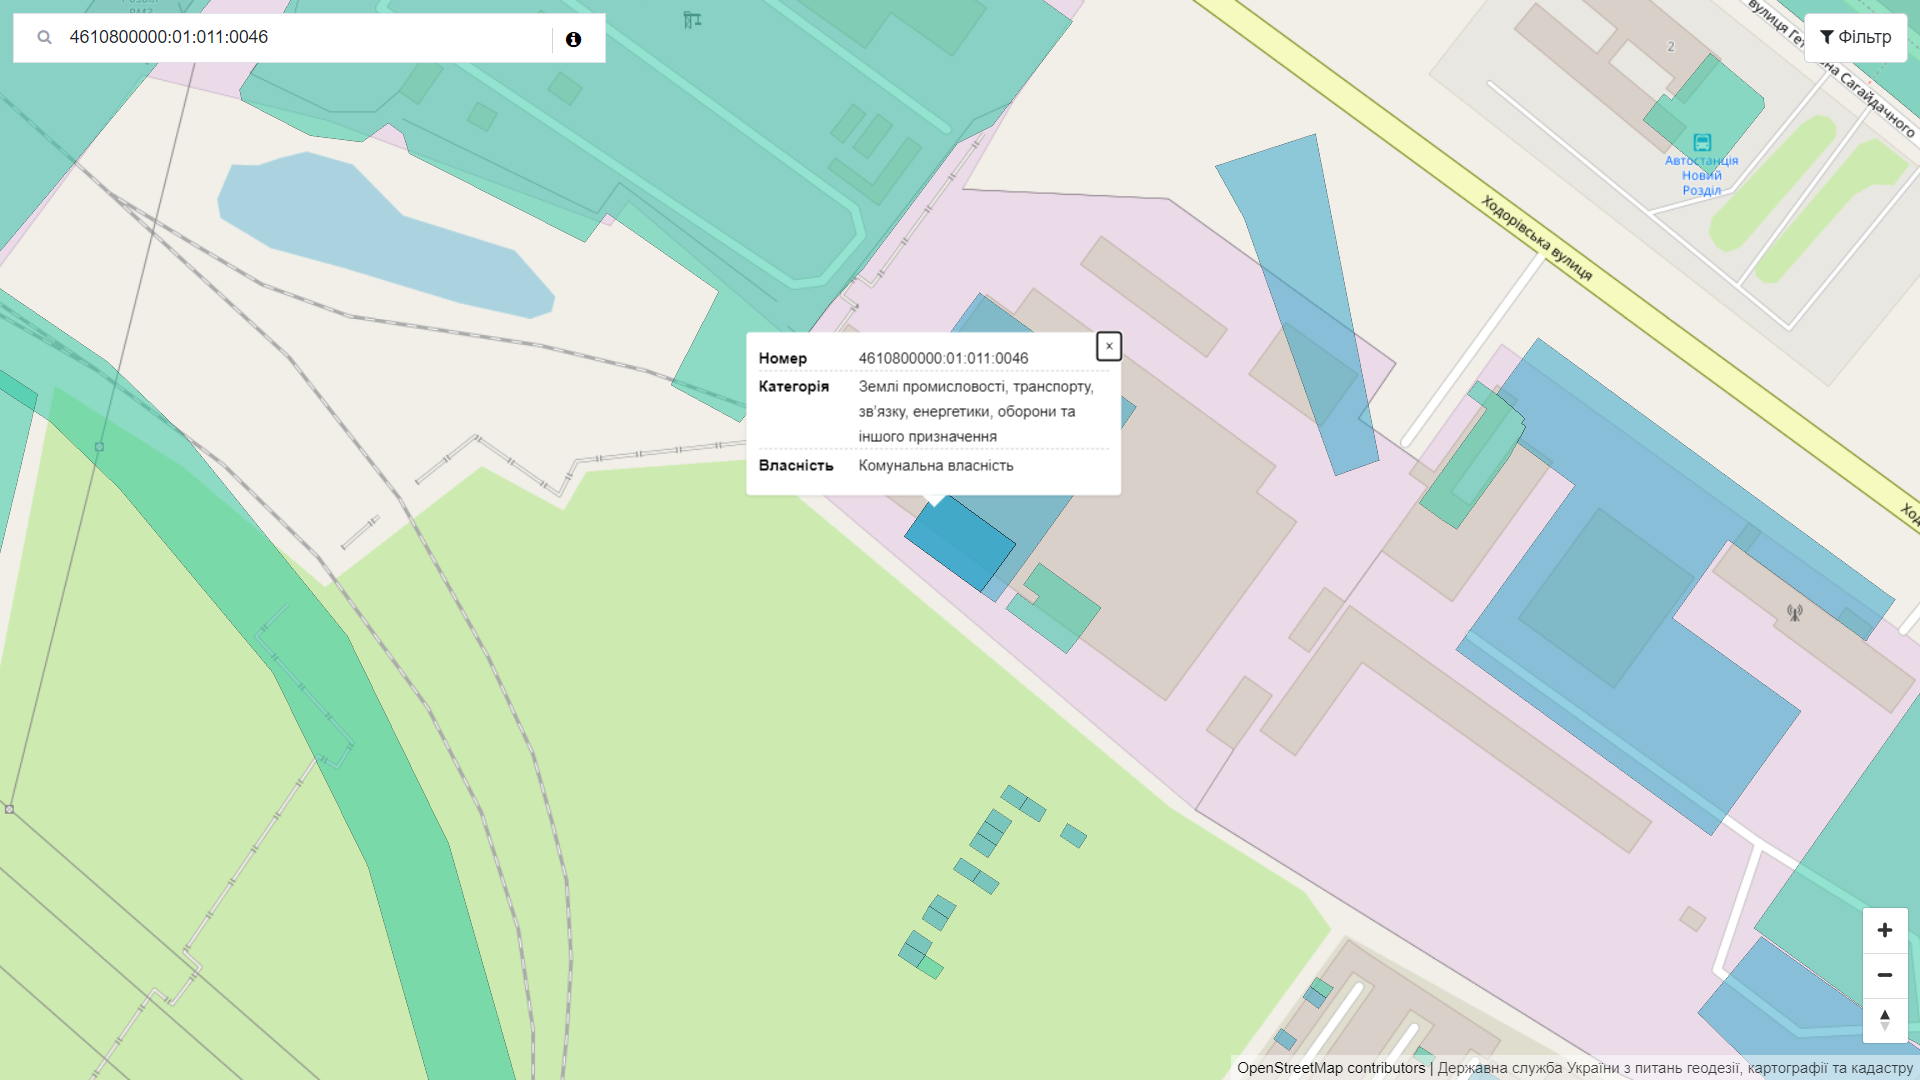 4610800000:01:011:0046
Фільтр
2
Автостанція
Новий
Розділ
Ходорівська вулиця
Номер 4610800000:01:011:0046
Категорія Землі промисловості, транспорту,
зв'язку, енергетики, оборони та
іншого призначення
Власність Комунальна власність
OpenStreetMap contributors | Державна служба України з питань геодезії, картографії та кадастру